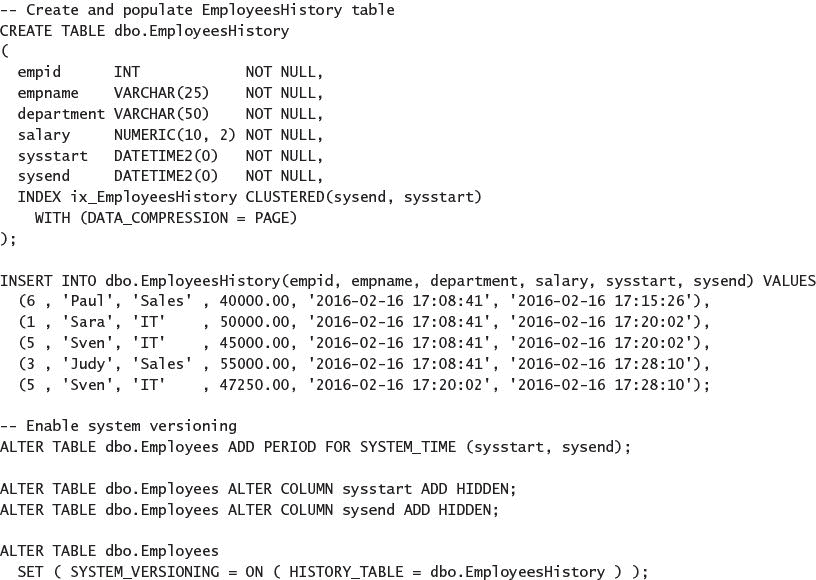 -- Create and populate EmployeesHistory table
CREATE TABLE dbo.EmployeesHistory
(
  empid      INT            NOT NULL,
  empname    VARCHAR(25)    NOT NULL,
  department VARCHAR(50)    NOT NULL,
  salary     NUMERIC(10, 2) NOT NULL,
  sysstart   DATETIME2(0)   NOT NULL,
  sysend     DATETIME2(0)   NOT NULL,
  INDEX ix_EmployeesHistory CLUSTERED(sysend, sysstart)
    WITH (DATA_COMPRESSION = PAGE)
);

INSERT INTO dbo.EmployeesHistory(empid, empname, department, salary, sysstart, sysend) VALUES
  (6 , 'Paul', 'Sales' , 40000.00, '2016-02-16 17:08:41', '2016-02-16 17:15:26'),
  (1 , 'Sara', 'IT'    , 50000.00, '2016-02-16 17:08:41', '2016-02-16 17:20:02'),
  (5 , 'Sven', 'IT'    , 45000.00, '2016-02-16 17:08:41', '2016-02-16 17:20:02'),
  (3 , 'Judy', 'Sales' , 55000.00, '2016-02-16 17:08:41', '2016-02-16 17:28:10'),
  (5 , 'Sven', 'IT'    , 47250.00, '2016-02-16 17:20:02', '2016-02-16 17:28:10');

-- Enable system versioning
ALTER TABLE dbo.Employees ADD PERIOD FOR SYSTEM_TIME (sysstart, sysend);

ALTER TABLE dbo.Employees ALTER COLUMN sysstart ADD HIDDEN;
ALTER TABLE dbo.Employees ALTER COLUMN sysend ADD HIDDEN;

ALTER TABLE dbo.Employees
  SET ( SYSTEM_VERSIONING = ON ( HISTORY_TABLE = dbo.EmployeesHistory ) );